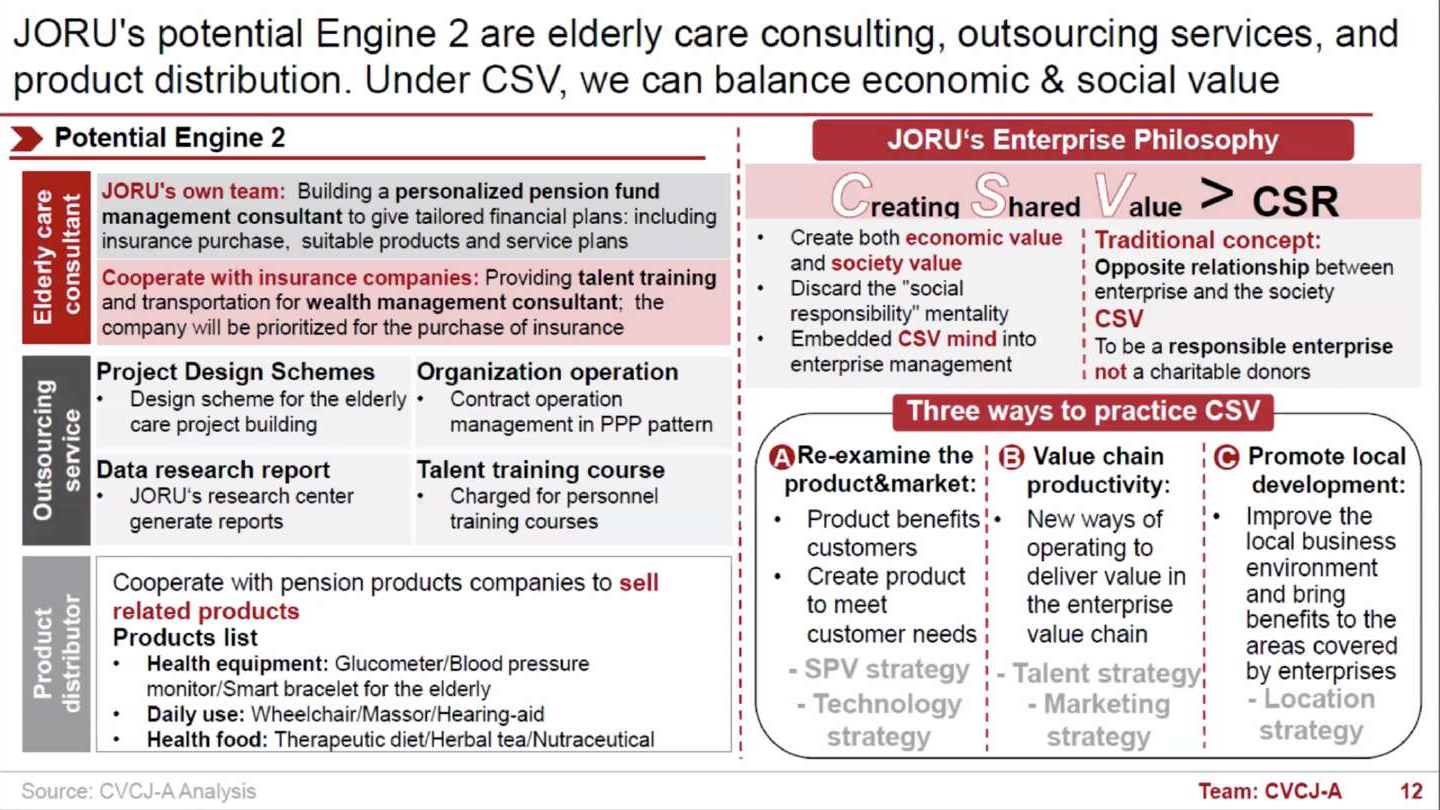 JORU's potential Engine 2 are elderly care consulting, outsourcing services, and
product distribution. Under CSV, we can balance economic & social value
Potential Engine 2
Elderly care
consultant
JORU's own team: Building a personalized pension fund
management consultant to give tailored financial plans: including
insurance purchase, suitable products and service plans
Cooperate with insurance companies: Providing talent training
and transportation for wealth management consultant; the
company will be prioritized for the purchase of insurance
Outsourcing
service
Project Design Schemes
• Design scheme for the elderly
care project building
Organization operation
• Contract operation
management in PPP pattern
Data research report
• JORU‘s research center
generate reports
Talent training course
• Charged for personnel
training courses
Product
distributor
Cooperate with pension products companies to sell
related products
Products list
• Health equipment: Glucometer/Blood pressure
monitor/Smart bracelet for the elderly
• Daily use: Wheelchair/Massor/Hearing-aid
• Health food: Therapeutic diet/Herbal tea/Nutraceutical
JORU‘s Enterprise Philosophy
Creating Shared Value > CSR
• Create both economic value
and society value
• Discard the "social
responsibility" mentality
• Embedded CSV mind into
enterprise management
Traditional concept:
Opposite relationship between
enterprise and the society
CSV
To be a responsible enterprise
not a charitable donors
Three ways to practice CSV
A Re-examine the
product&market:
• Product benefits
customers
• Create product
to meet
customer needs
- SPV strategy
- Technology
strategy
B Value chain
productivity:
• New ways of
operating to
deliver value in
the enterprise
value chain
- Talent strategy
- Marketing
strategy
C Promote local
development:
• Improve the
local business
environment
and bring
benefits to the
areas covered
by enterprises
- Location
strategy
Source: CVCJ-A Analysis
Team: CVCJ-A
12